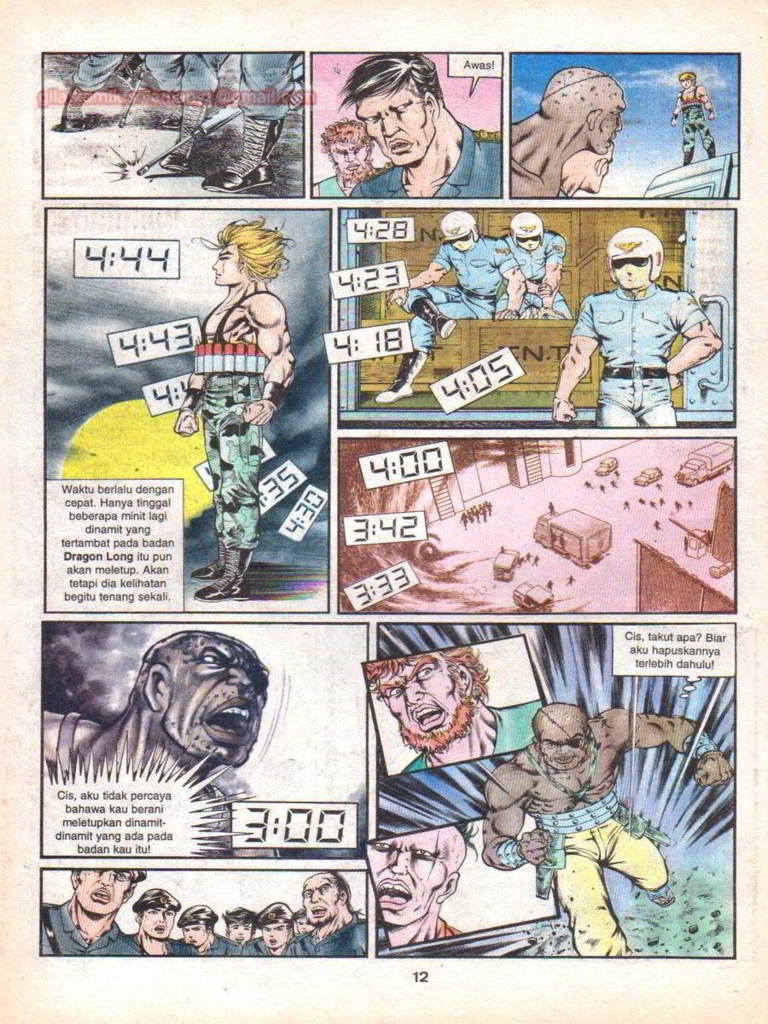 Awas!
4:44
4:43
4:35
4:30
Waktu berlalu dengan
cepat. Hanya tinggal
beberapa minit lagi
dinamit yang
tertambat pada badan
Dragon Long itu pun
akan meletup. Akan
tetapi dia kelihatan
begitu tenang sekali.
4:28
4:23
4:18
4:05
T.N.T
4:00
3:42
3:33
Cis, aku tidak percaya
bahawa kau berani
meletupkan dinamit-
dinamit yang ada pada
badan kau itu!
3:00
Cis, takut apa? Biar
aku hapuskannya
terlebih dahulu!
12